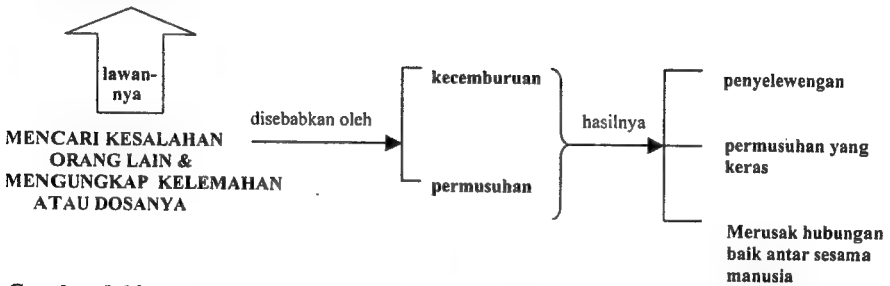 lawan-
nya
MENCARI KESALAHAN
ORANG LAIN &
MENGUNGKAP KELEMAHAN
ATAU DOSANYA
disebabkan oleh
kecemburuan
permusuhan
hasilnya
penyelewengan
permusuhan yang
keras
Merusak hubungan
baik antar sesama
manusia